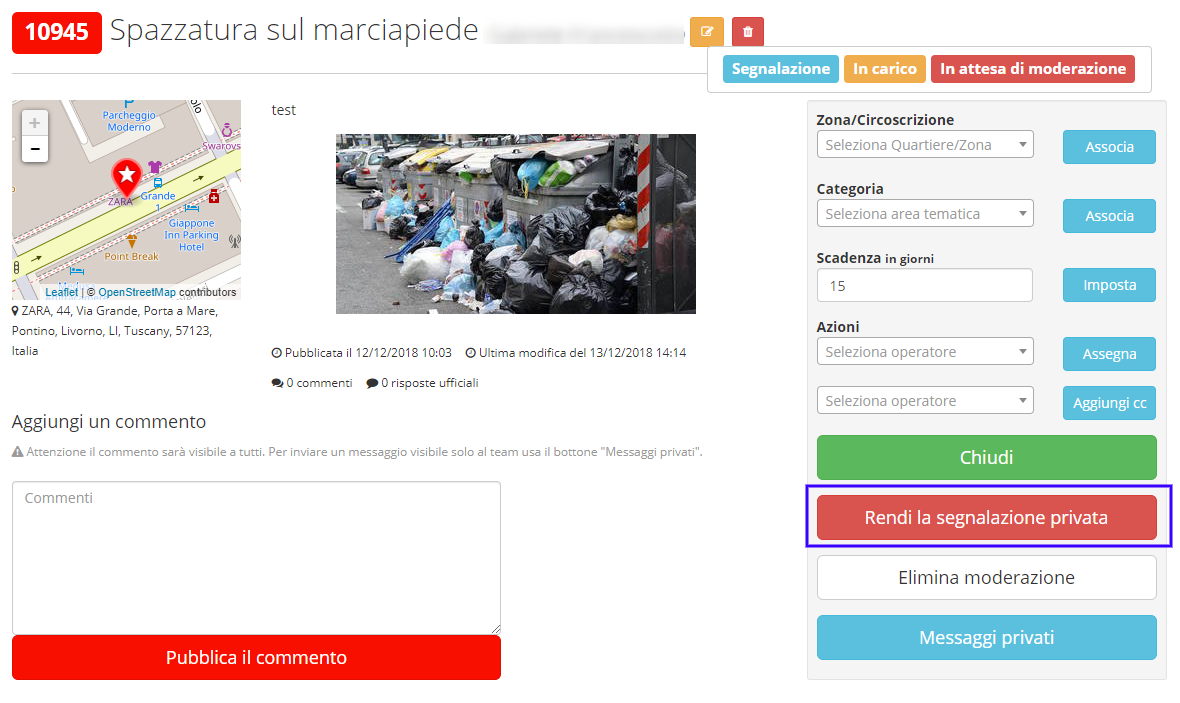 10945 Spazzatura sul marciapiede
Segnalazione In carico In attesa di moderazione
+
-
Parcheggio
Moderno
olo
Swarovs
ZARA
Grande
1
Giappone
Inn Parking
Hotel
Point Break
Leaflet | © OpenStreetMap contributors
ZARA, 44, Via Grande, Porta a Mare,
Pontino, Livorno, LI, Tuscany, 57123,
Italia
test
Pubblicata il 12/12/2018 10:03 Ultima modifica del 13/12/2018 14:14
0 commenti 0 risposte ufficiali
Aggiungi un commento
Attenzione il commento sarà visibile a tutti. Per inviare un messaggio visibile solo al team usa il bottone "Messaggi privati".
Commenti
Pubblica il commento
Zona/Circoscrizione
Seleziona Quartiere/Zona Associa
Categoria
Seleziona area tematica Associa
Scadenza in giorni
15 Imposta
Azioni
Seleziona operatore Assegna
Seleziona operatore Aggiungi cc
Chiudi
Rendi la segnalazione privata
Elimina moderazione
Messaggi privati